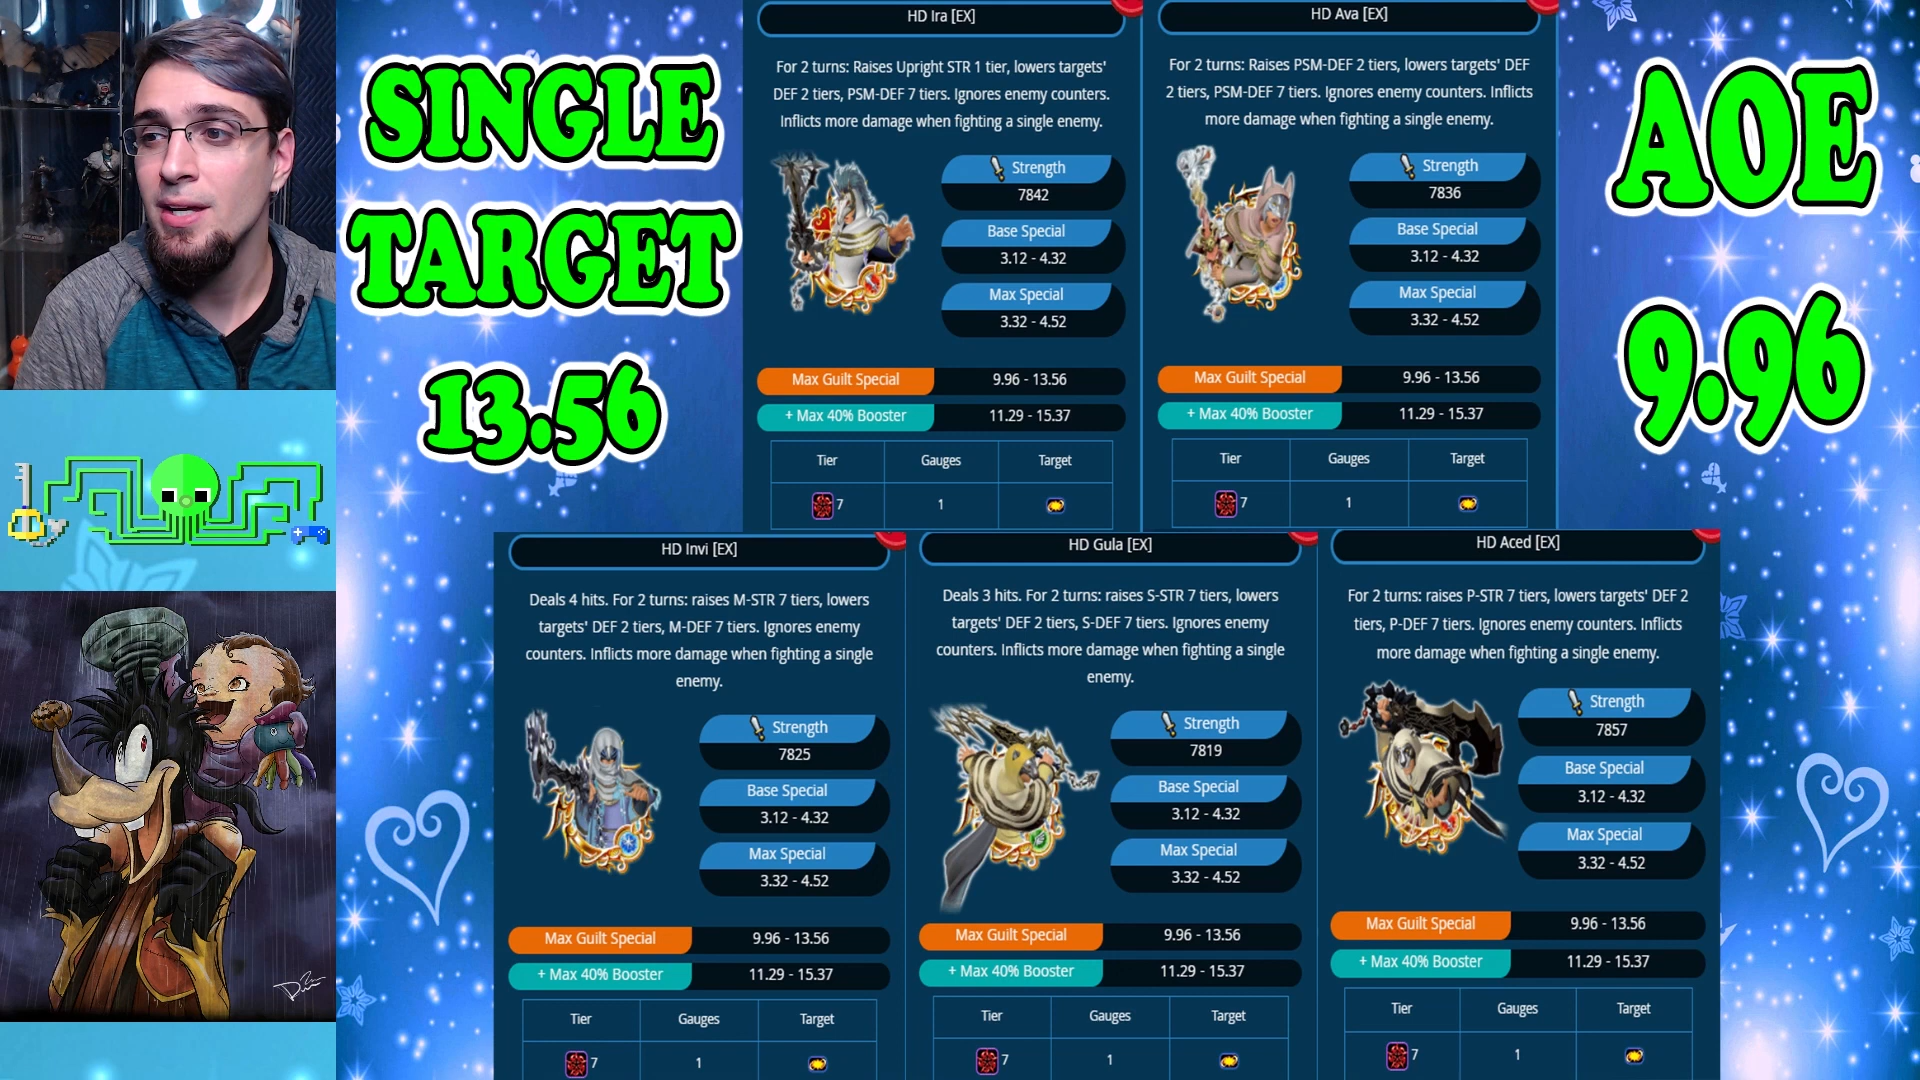 SINGLE
TARGET
13.56
HD Ira [EX]
For 2 turns: Raises Upright STR 1 tier, lowers targets'
DEF 2 tiers, PSM-DEF 7 tiers. Ignores enemy counters.
Inflicts more damage when fighting a single enemy.
Strength
7842
Base Special
3.12 - 4.32
Max Special
3.32 - 4.52
Max Guilt Special 9.96 - 13.56
+ Max 40% Booster 11.29 - 15.37
Tier Gauges Target
7 1
HD Ava [EX]
For 2 turns: Raises PSM-DEF 2 tiers, lowers targets' DEF
2 tiers, PSM-DEF 7 tiers. Ignores enemy counters. Inflicts
more damage when fighting a single enemy.
Strength
7836
Base Special
3.12 - 4.32
Max Special
3.32 - 4.52
Max Guilt Special 9.96 - 13.56
+ Max 40% Booster 11.29 - 15.37
Tier Gauges Target
7 1
AOE
9.96
HD Invi [EX]
Deals 4 hits. For 2 turns: raises M-STR 7 tiers, lowers
targets' DEF 2 tiers, M-DEF 7 tiers. Ignores enemy
counters. Inflicts more damage when fighting a single
enemy.
Strength
7825
Base Special
3.12 - 4.32
Max Special
3.32 - 4.52
Max Guilt Special 9.96 - 13.56
+ Max 40% Booster 11.29 - 15.37
Tier Gauges Target
7 1
HD Gula [EX]
Deals 3 hits. For 2 turns: raises S-STR 7 tiers, lowers
targets' DEF 2 tiers, S-DEF 7 tiers. Ignores enemy
counters. Inflicts more damage when fighting a single
enemy.
Strength
7819
Base Special
3.12 - 4.32
Max Special
3.32 - 4.52
Max Guilt Special 9.96 - 13.56
+ Max 40% Booster 11.29 - 15.37
Tier Gauges Target
7 1
HD Aced [EX]
For 2 turns: raises P-STR 7 tiers, lowers targets' DEF 2
tiers, P-DEF 7 tiers. Ignores enemy counters. Inflicts
more damage when fighting a single enemy.
Strength
7857
Base Special
3.12 - 4.32
Max Special
3.32 - 4.52
Max Guilt Special 9.96 - 13.56
+ Max 40% Booster 11.29 - 15.37
Tier Gauges Target
7 1